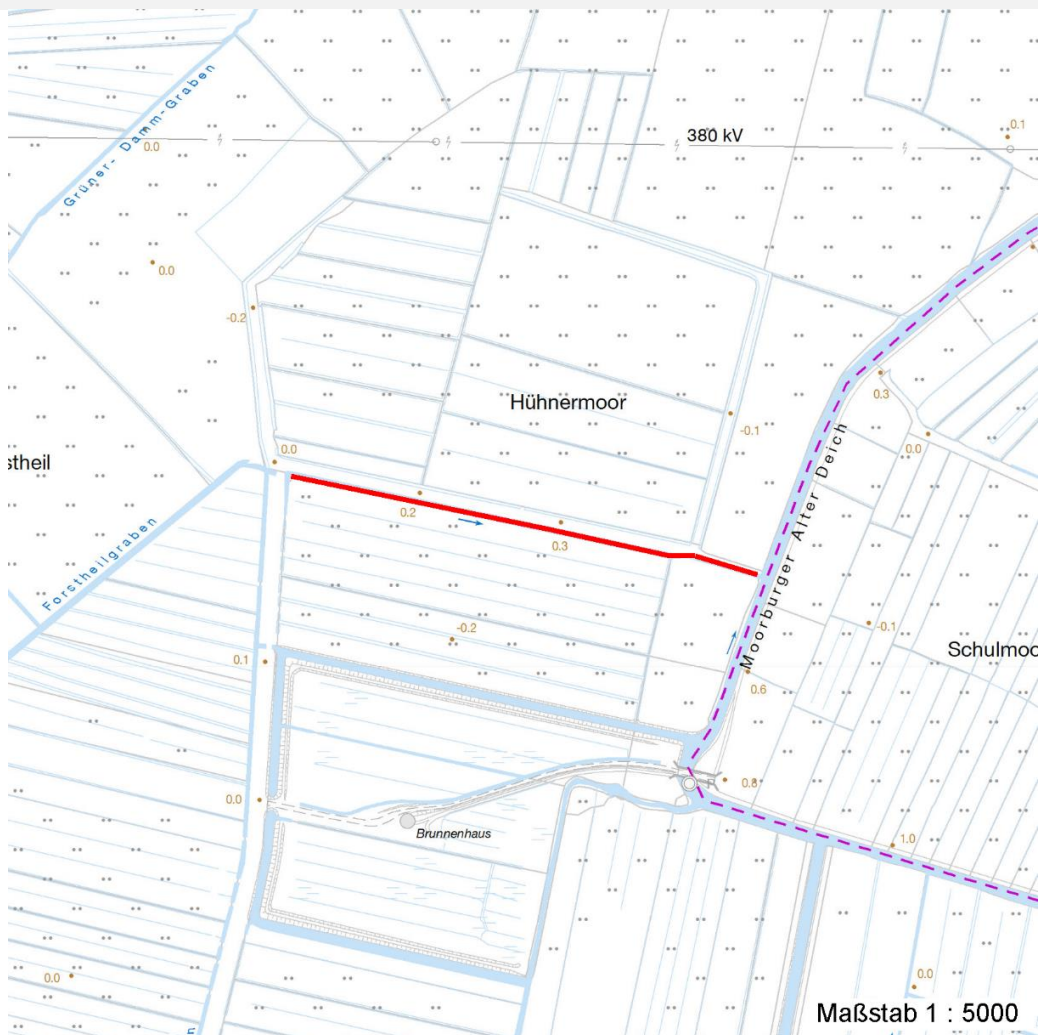 Grüner- Damm-Graben
0.0
380 kV
0.1
0.0
-0.2
Hühnermoor
-0.1
0.3
0.0
stheil
0.0
0.2
0.3
Moorburger Alter Deich
Forstheilgraben
-0.2
-0.1
Schulmoo
0.1
0.6
0.0
0.8
Brunnenhaus
1.0
0.0
0.0
Maßstab 1 : 5000